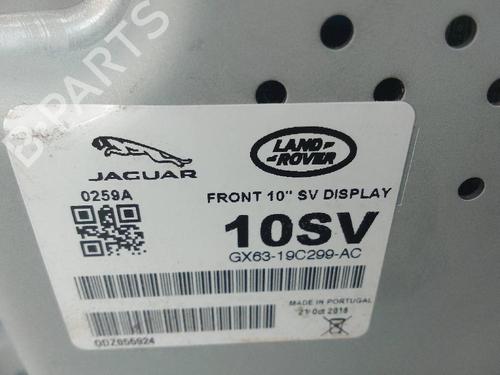 B-PARTS
JAGUAR
LAND ROVER
0259A
FRONT 10" SV DISPLAY
10SV
GX63-19C299-AC
MADE IN PORTUGAL
21 Oct 2016